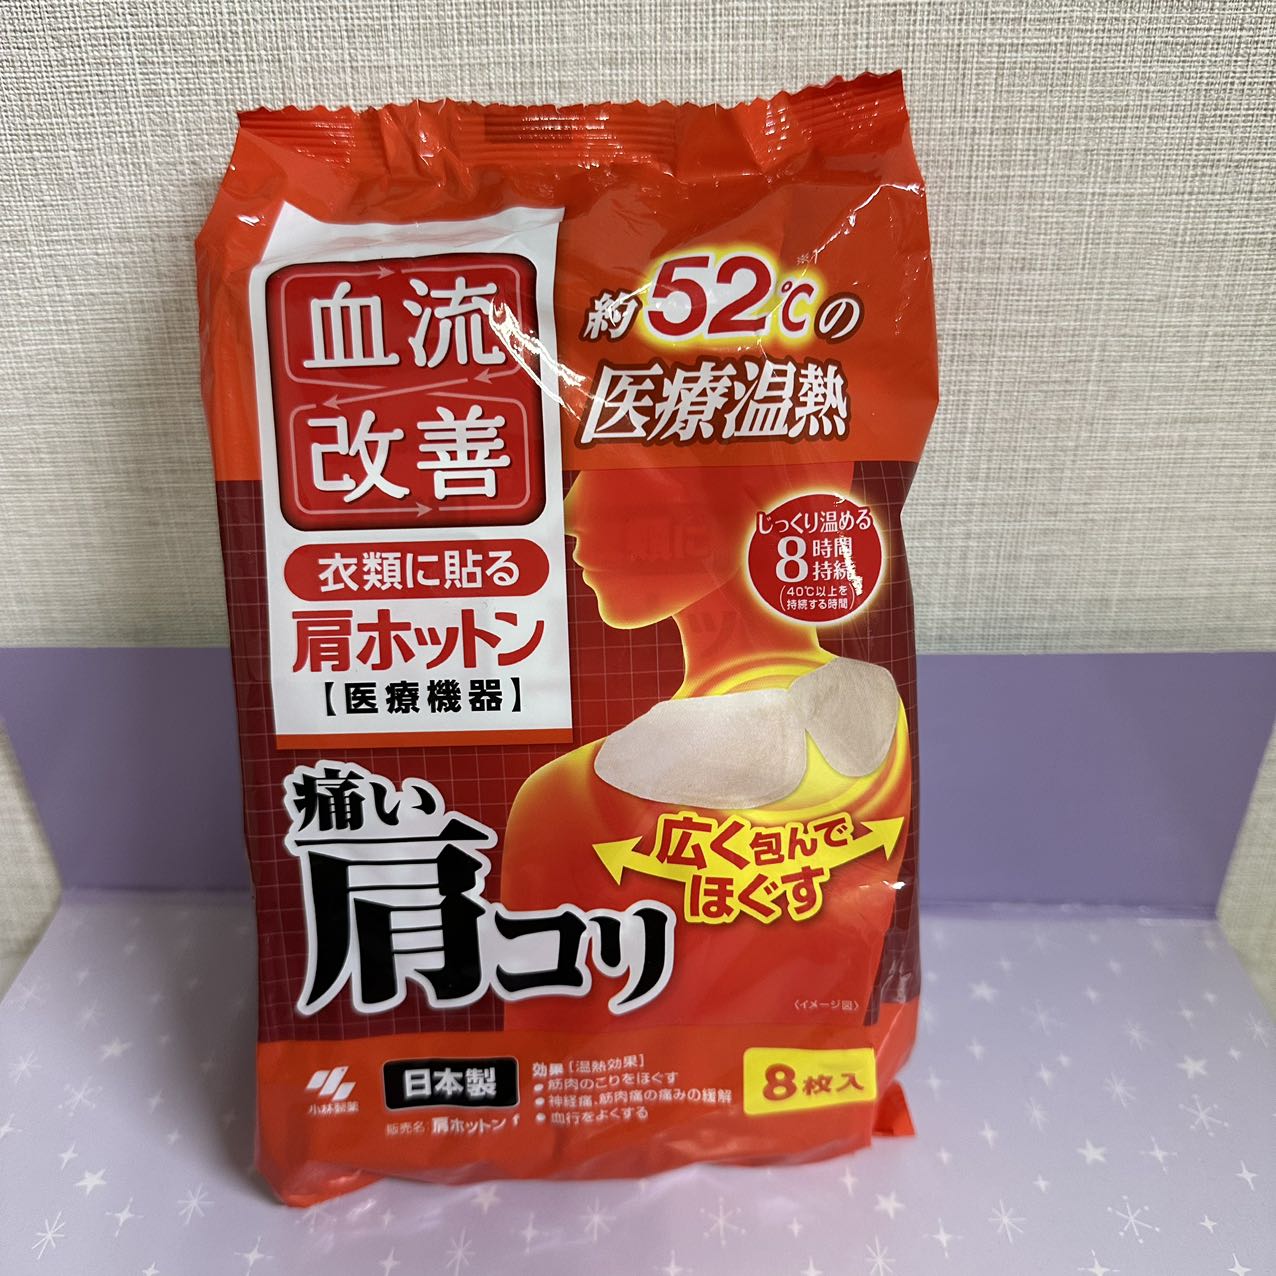 血流
改善
衣類に貼る
肩ホットン
【医療機器】
約52℃の
※1
医療温熱
じっくり温める
8時間
持続
(40℃以上を
持続する時間)
広く包んで
ほぐす
痛い
肩コリ
〈イメージ図〉
小林製薬
日本製
販売名:肩ホットン f
効果［温熱効果］
●筋肉のこりをほぐす
●神経痛、筋肉痛の痛みの緩解
●血行をよくする
8枚入